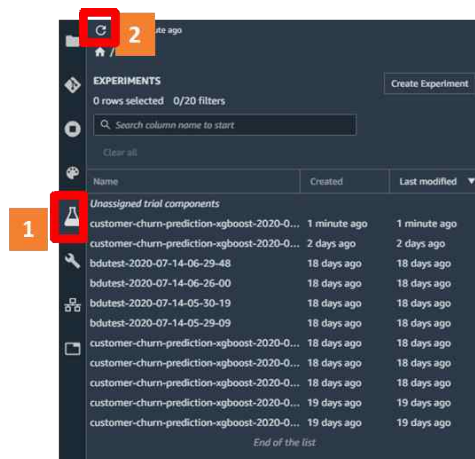 2
ute ago
/
EXPERIMENTS
Create Experiment
0 rows selected 0/20 filters
Search column name to start
Clear all
Name Created Last modified
Unassigned trial components
1
customer-churn-prediction-xgboost-2020-0... 1 minute ago 1 minute ago
customer-churn-prediction-xgboost-2020-0... 2 days ago 2 days ago
bdutest-2020-07-14-06-29-48 18 days ago 18 days ago
bdutest-2020-07-14-06-26-00 18 days ago 18 days ago
bdutest-2020-07-14-05-30-19 18 days ago 18 days ago
bdutest-2020-07-14-05-29-09 18 days ago 18 days ago
customer-churn-prediction-xgboost-2020-0... 18 days ago 18 days ago
customer-churn-prediction-xgboost-2020-0... 18 days ago 18 days ago
customer-churn-prediction-xgboost-2020-0... 18 days ago 18 days ago
customer-churn-prediction-xgboost-2020-0... 19 days ago 19 days ago
customer-churn-prediction-xgboost-2020-0... 19 days ago 19 days ago
End of the list